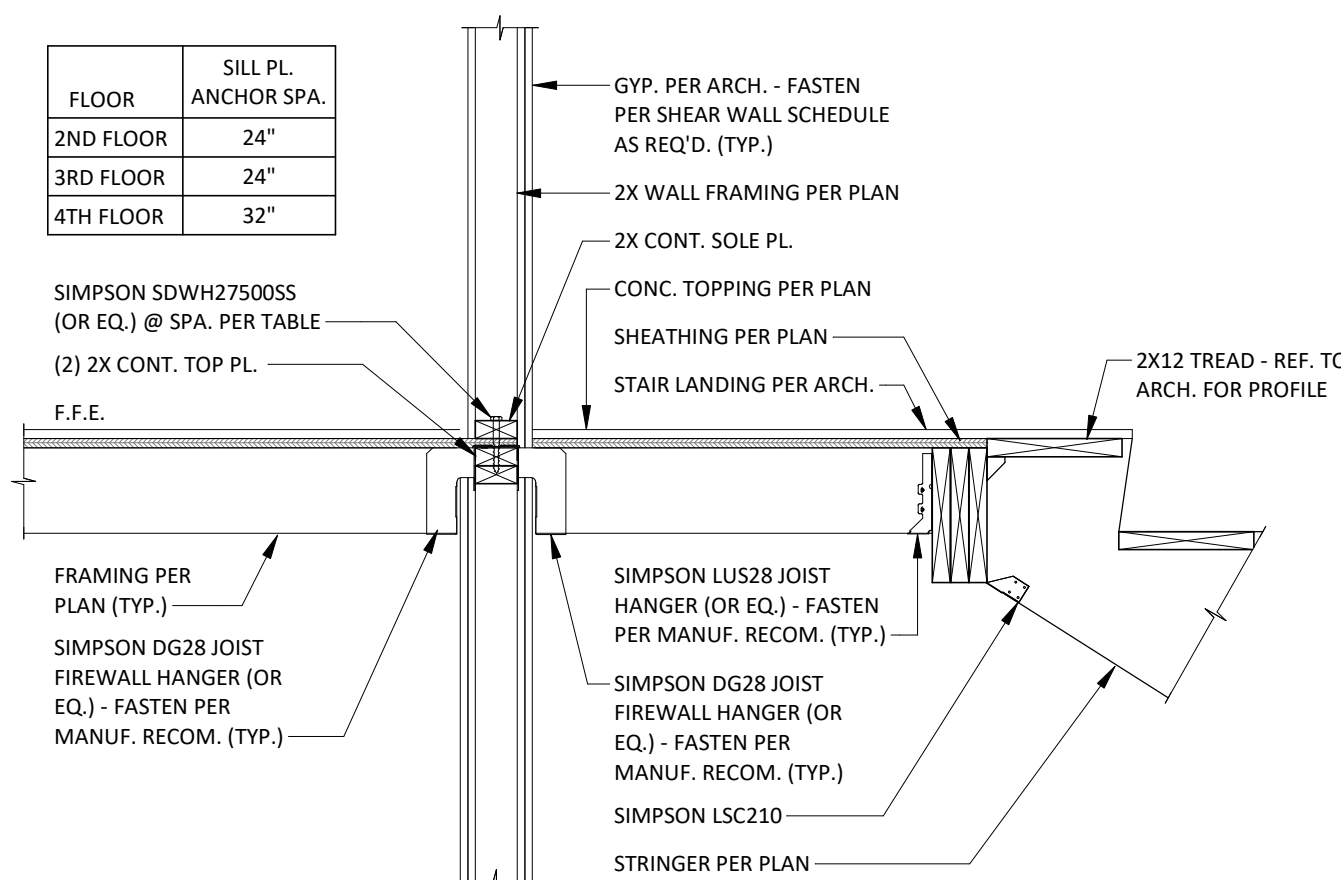 FLOOR
SILL PL.
ANCHOR SPA.
2ND FLOOR 24"
3RD FLOOR 24"
4TH FLOOR 32"
SIMPSON SDWH27500SS
(OR EQ.) @ SPA. PER TABLE
(2) 2X CONT. TOP PL.
F.F.E.
FRAMING PER
PLAN (TYP.)
SIMPSON DG28 JOIST
FIREWALL HANGER (OR
EQ.) - FASTEN PER
MANUF. RECOM. (TYP.)
GYP. PER ARCH. - FASTEN
PER SHEAR WALL SCHEDULE
AS REQ'D. (TYP.)
2X WALL FRAMING PER PLAN
2X CONT. SOLE PL.
CONC. TOPPING PER PLAN
SHEATHING PER PLAN
STAIR LANDING PER ARCH.
2X12 TREAD - REF. TO
ARCH. FOR PROFILE
SIMPSON LUS28 JOIST
HANGER (OR EQ.) - FASTEN
PER MANUF. RECOM. (TYP.)
SIMPSON DG28 JOIST
FIREWALL HANGER (OR
EQ.) - FASTEN PER
MANUF. RECOM. (TYP.)
SIMPSON LSC210
STRINGER PER PLAN